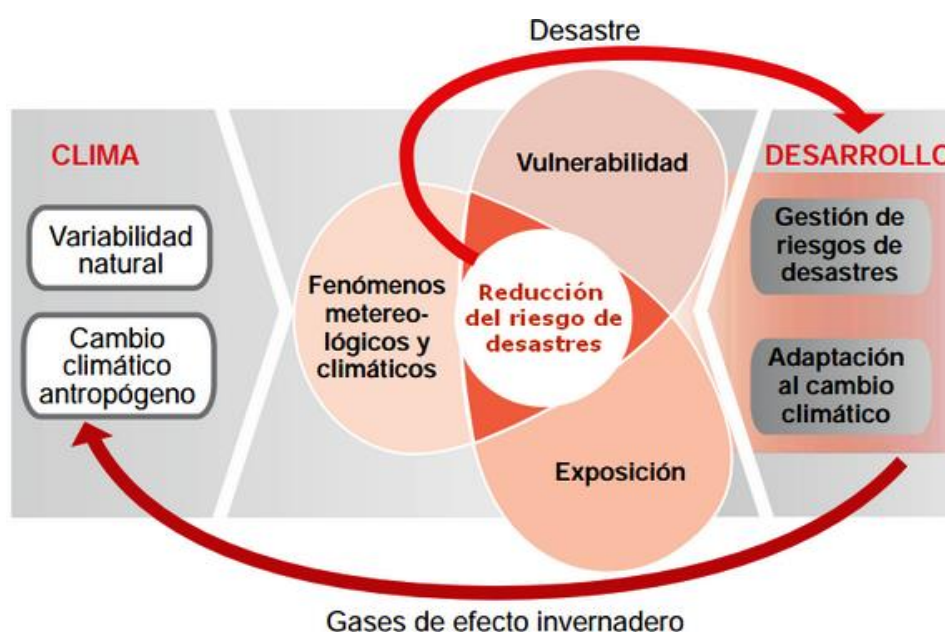 Desastre
CLIMA
Variabilidad
natural
Cambio
climático
antropógeno
Fenómenos
metereo-
lógicos y
climáticos
Vulnerabilidad
Reducción
del riesgo de
desastres
Exposición
DESARROLLO
Gestión de
riesgos de
desastres
Adaptación
al cambio
climático
Gases de efecto invernadero